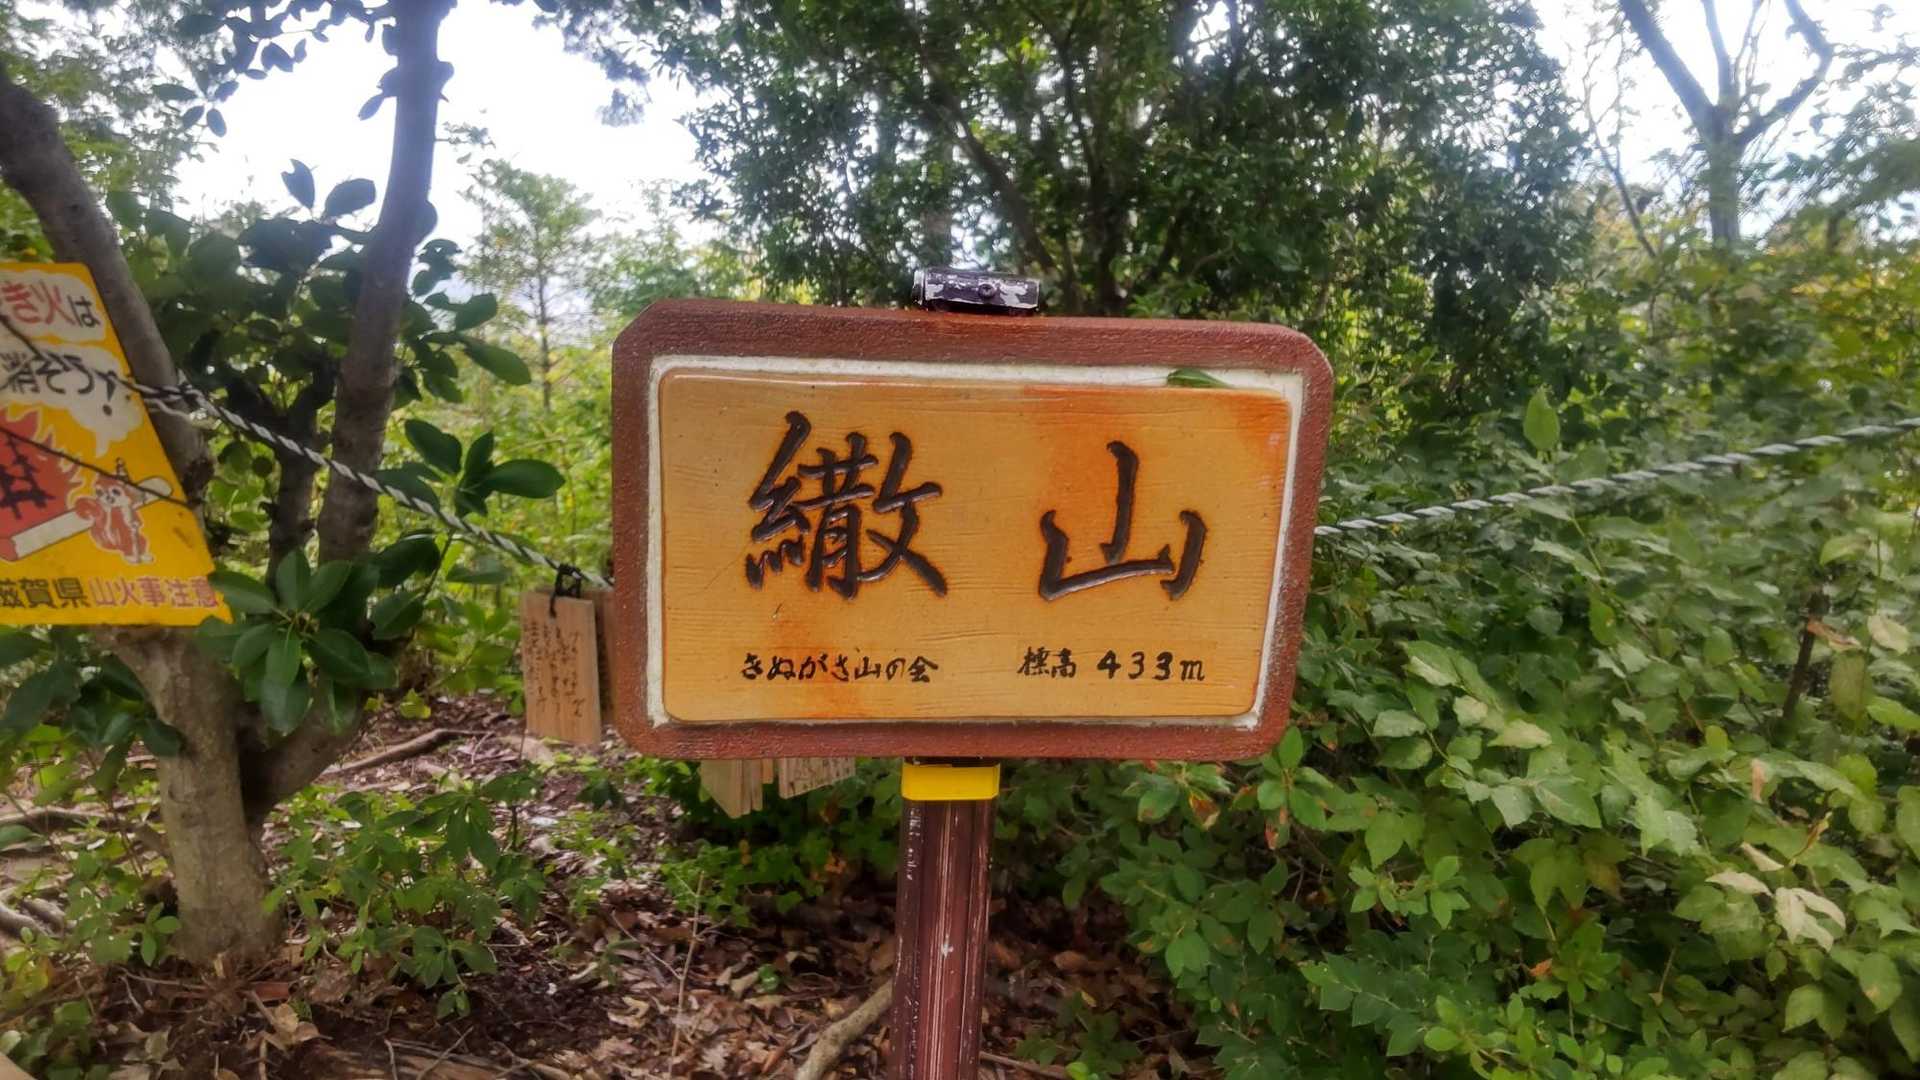 き火は
消そう!
滋賀県 山火事注意
繖山
きぬがさ山の会 標高 433m